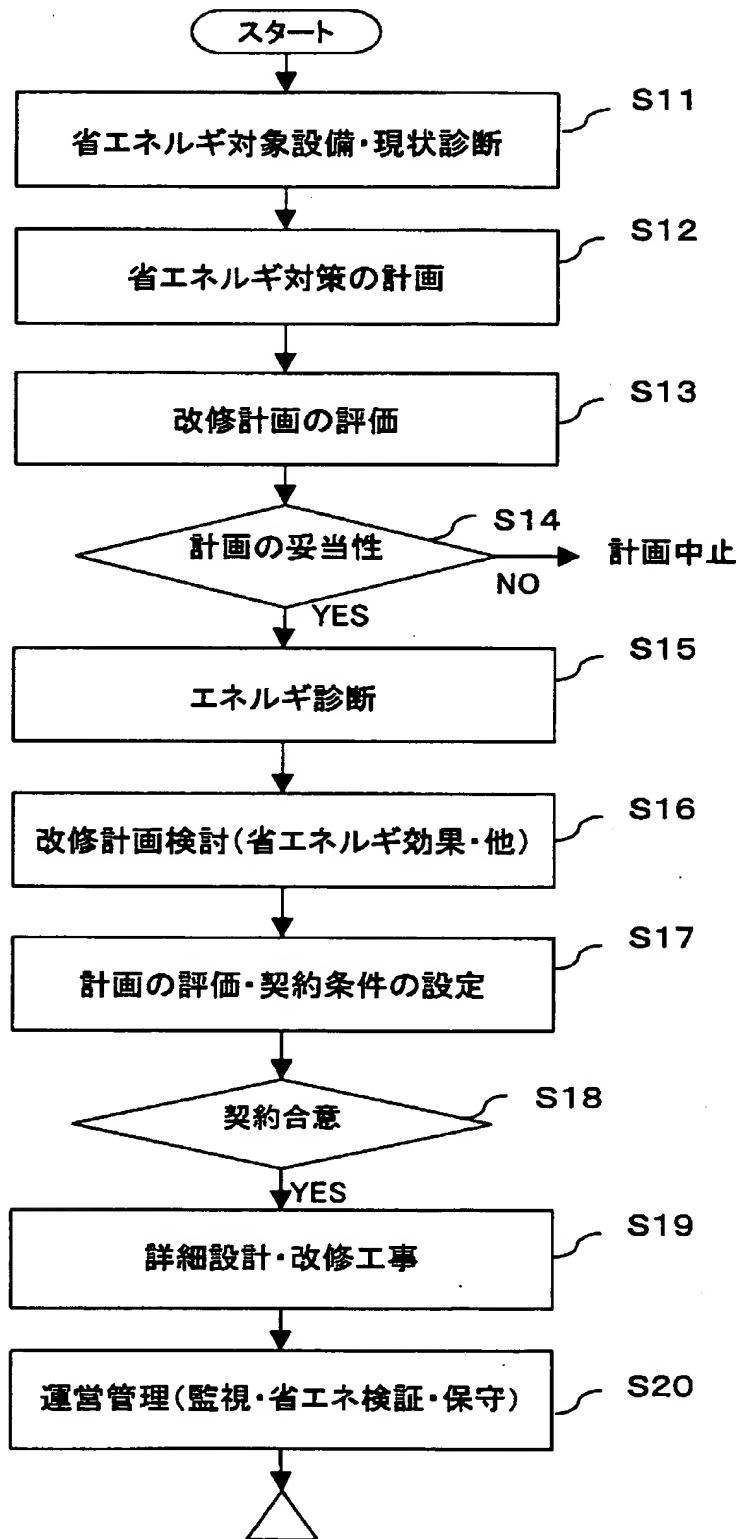 スタート
S11
省エネルギ対象設備・現状診断
S12
省エネルギ対策の計画
S13
改修計画の評価
S14
計画の妥当性
計画中止
NO
YES
S15
エネルギ診断
S16
改修計画検討(省エネルギ効果・他)
S17
計画の評価・契約条件の設定
S18
契約合意
YES
S19
詳細設計・改修工事
S20
運営管理(監視・省エネ検証・保守)